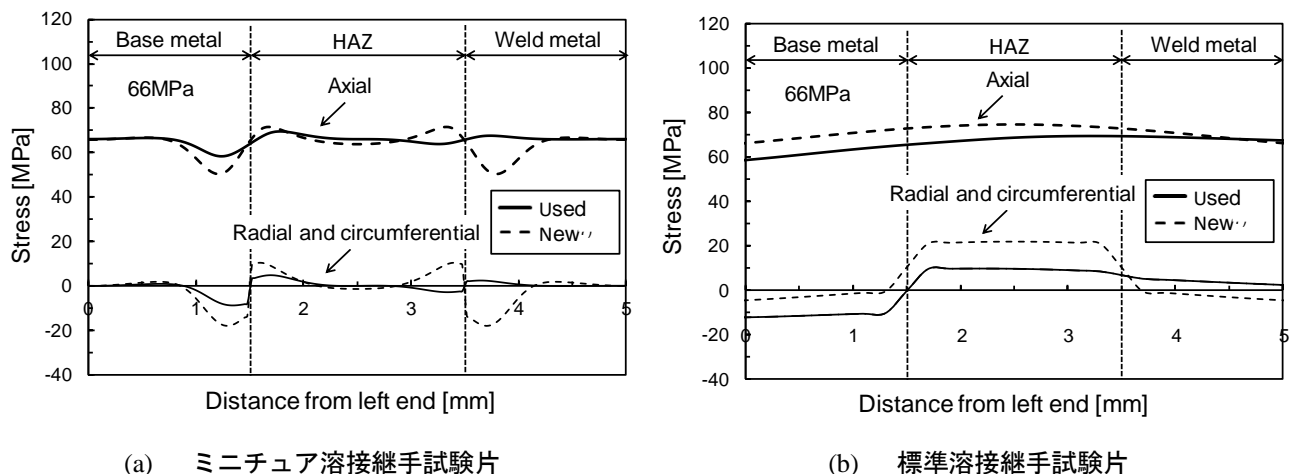 120
100
80
60
40
20
0
-20
-40
Stress [MPa]
Base metal
HAZ
Weld metal
66MPa
Axial
Used
New
Radial and circumferential
0 1 2 3 4 5
Distance from left end [mm]
(a) ミニチュア溶接継手試験片
120
100
80
60
40
20
0
-20
-40
Stress [MPa]
Base metal
HAZ
Weld metal
66MPa
Axial
Used
New
Radial and circumferential
0 1 2 3 4 5
Distance from left end [mm]
(b) 標準溶接継手試験片